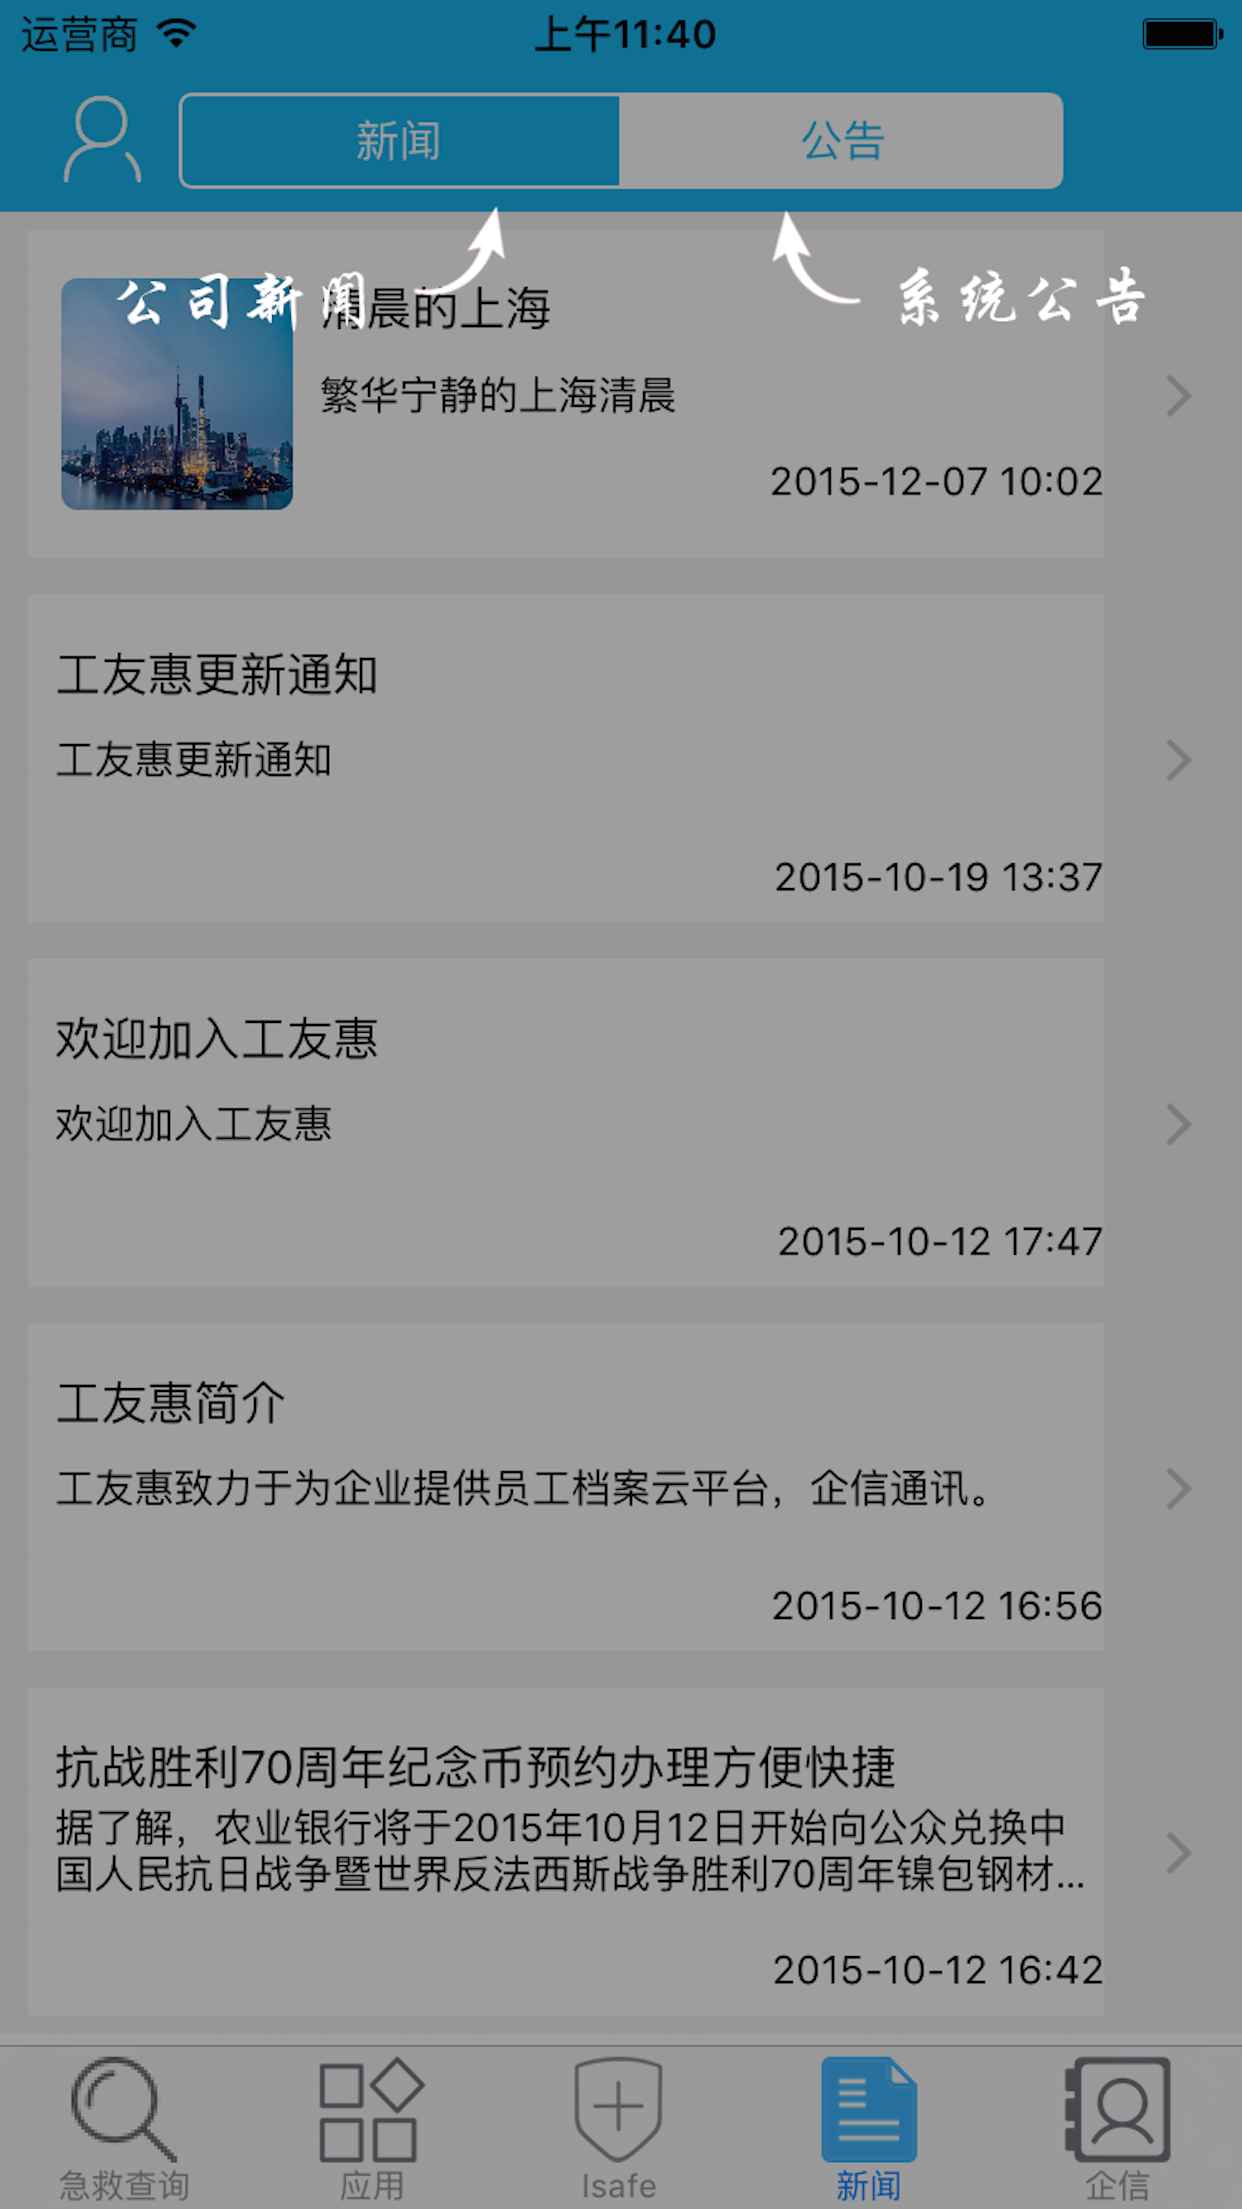 运营商
上午11:40
新闻
公告
公司新闻
系统公告
清晨的上海
繁华宁静的上海清晨
2015-12-07 10:02
工友惠更新通知
工友惠更新通知
2015-10-19 13:37
欢迎加入工友惠
欢迎加入工友惠
2015-10-12 17:47
工友惠简介
工友惠致力于为企业提供员工档案云平台，企信通讯。
2015-10-12 16:56
抗战胜利70周年纪念币预约办理方便快捷
据了解，农业银行将于2015年10月12日开始向公众兑换中
国人民抗日战争暨世界反法西斯战争胜利70周年镍包钢材...
2015-10-12 16:42
急救查询
应用
Isafe
新闻
企信